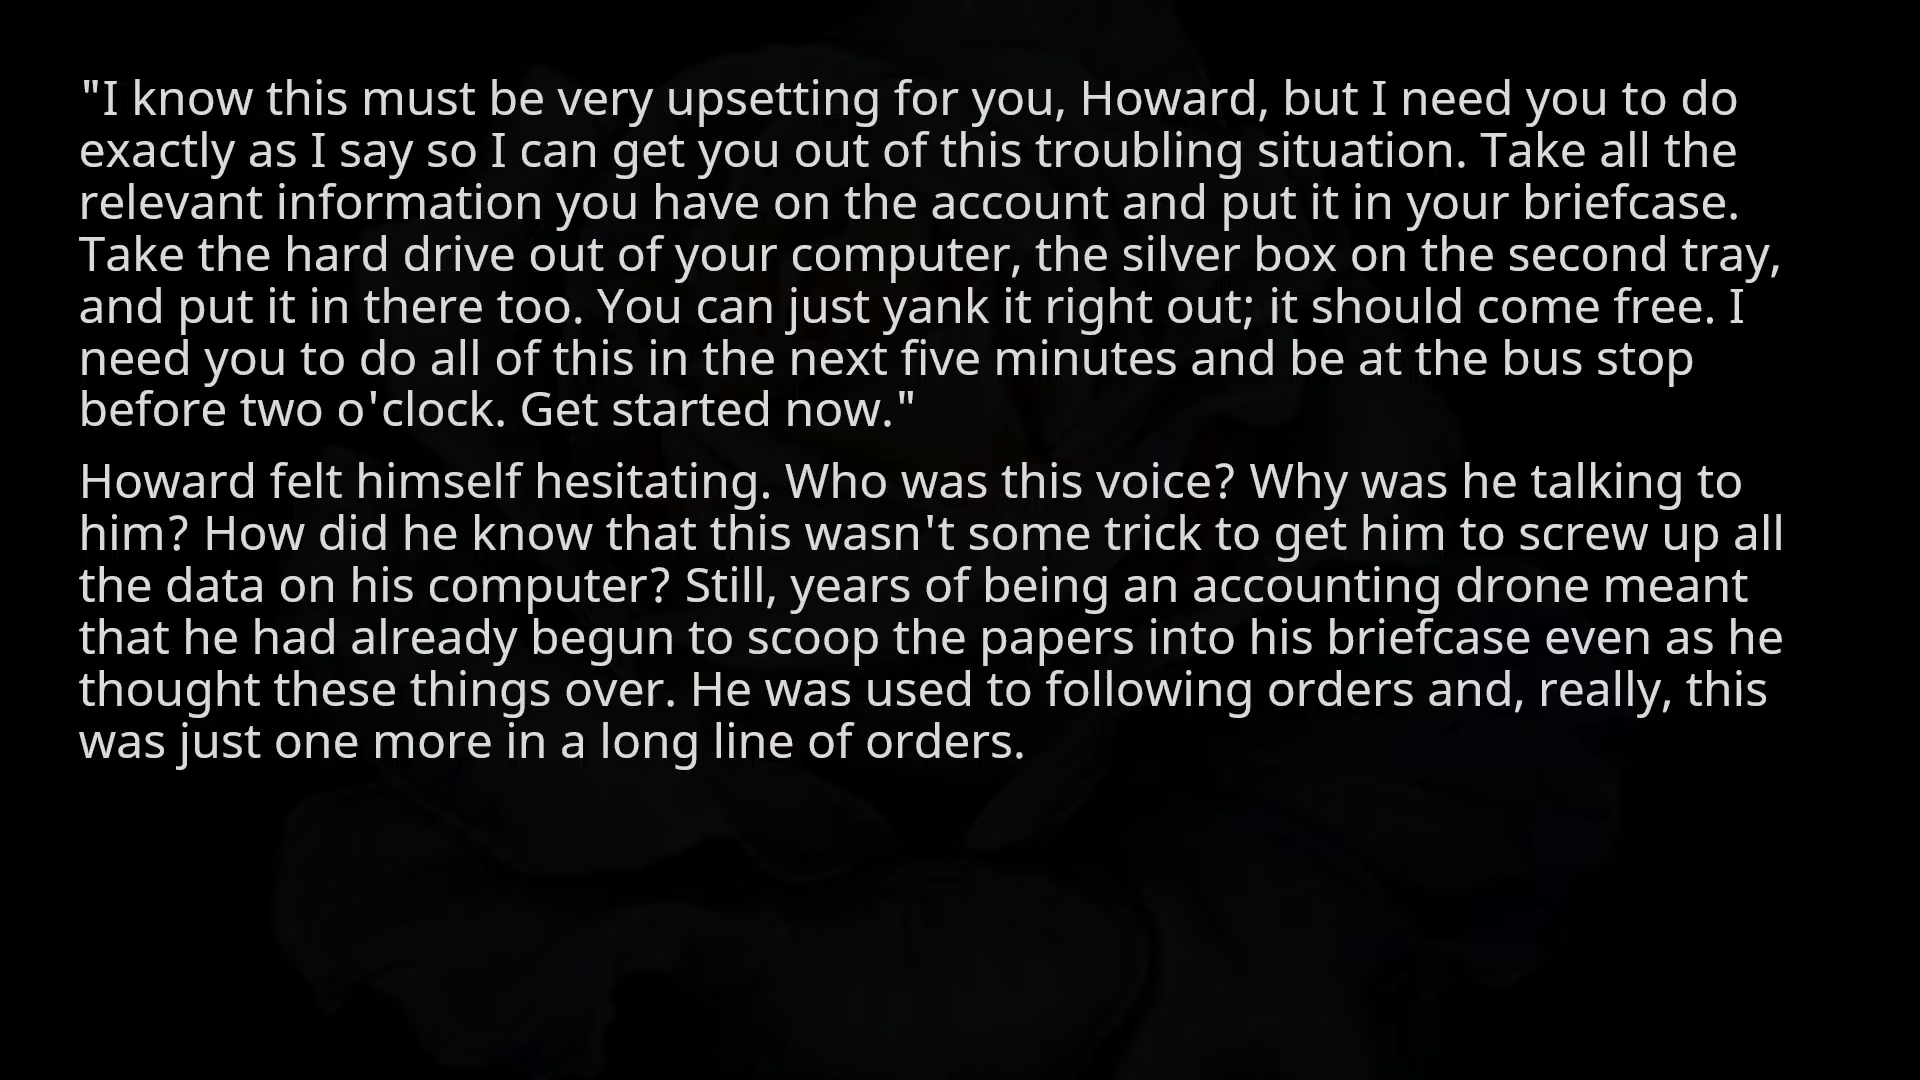 "I know this must be very upsetting for you, Howard, but I need you to do
exactly as I say so I can get you out of this troubling situation. Take all the
relevant information you have on the account and put it in your briefcase.
Take the hard drive out of your computer, the silver box on the second tray,
and put it in there too. You can just yank it right out; it should come free. I
need you to do all of this in the next five minutes and be at the bus stop
before two o'clock. Get started now."
Howard felt himself hesitating. Who was this voice? Why was he talking to
him? How did he know that this wasn't some trick to get him to screw up all
the data on his computer? Still, years of being an accounting drone meant
that he had already begun to scoop the papers into his briefcase even as he
thought these things over. He was used to following orders and, really, this
was just one more in a long line of orders.